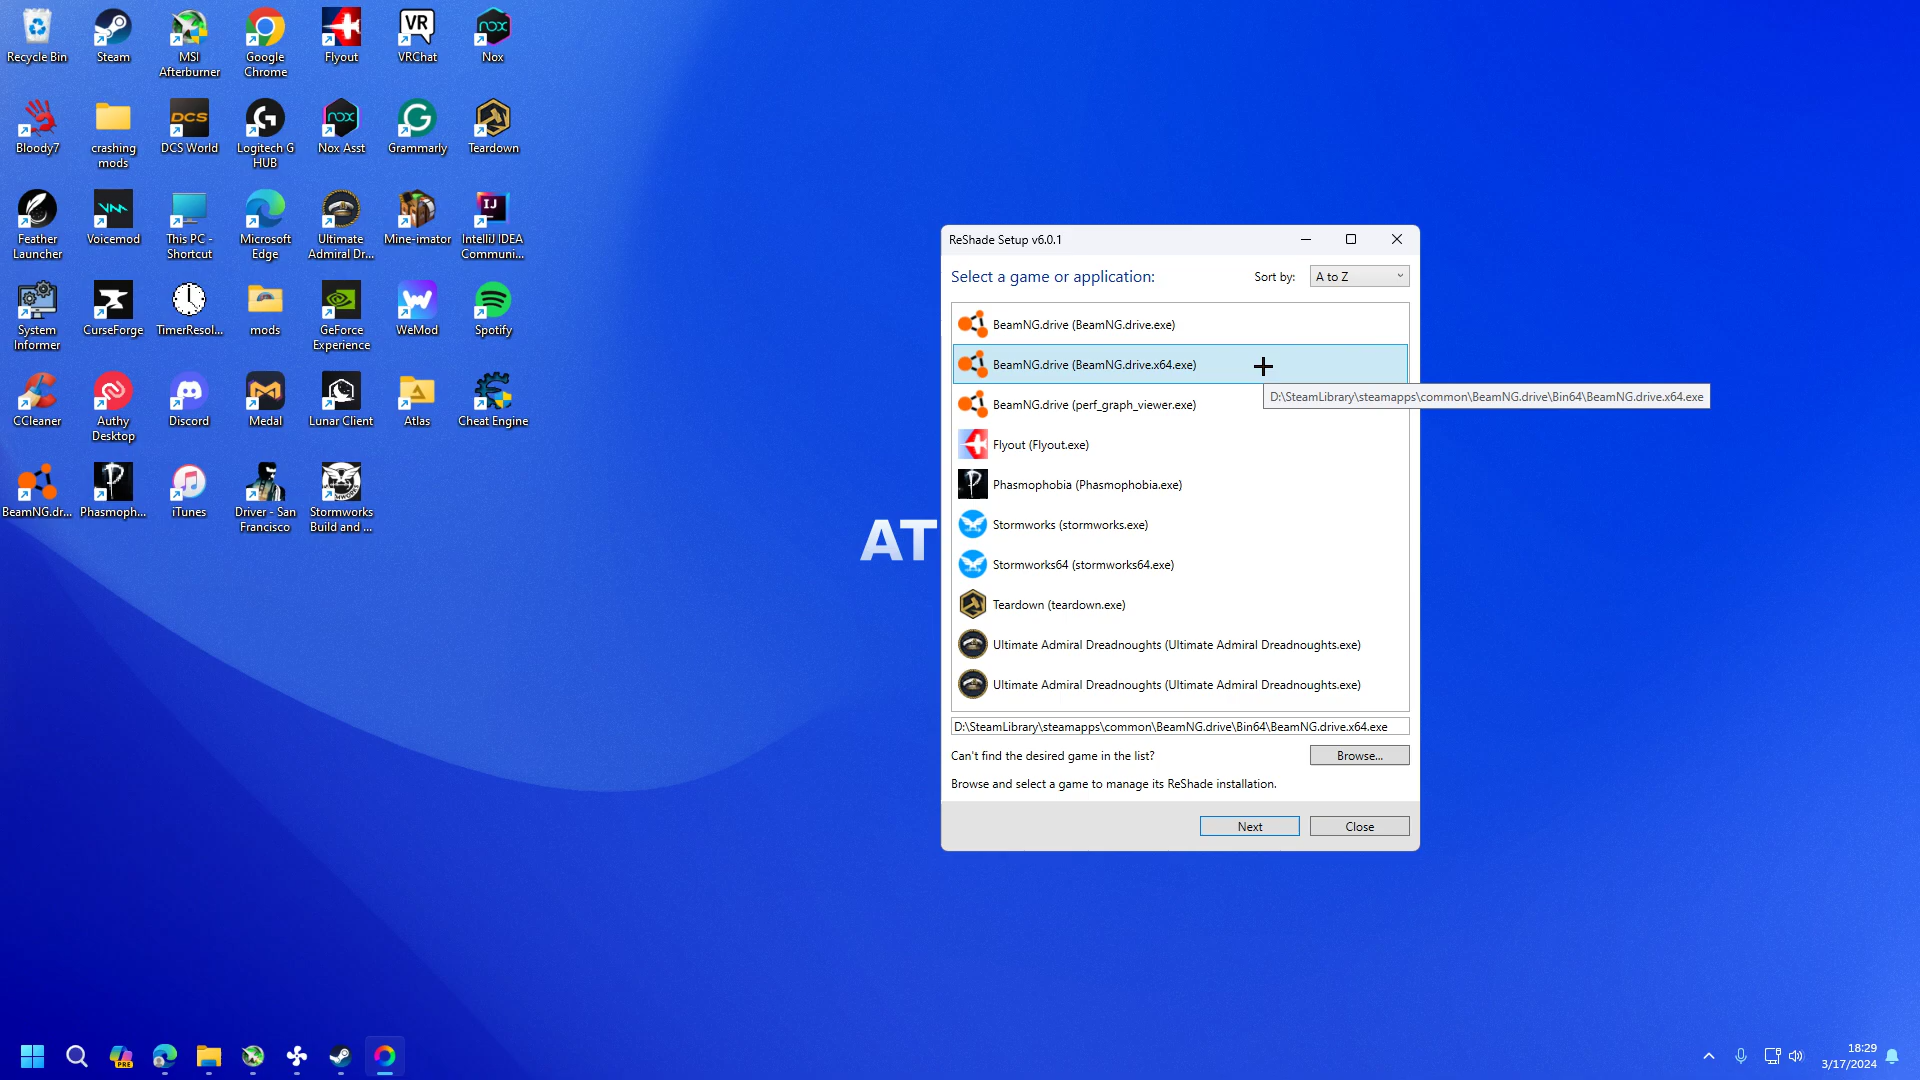 Recycle Bin
Steam
MSI
Afterburner
Google
Chrome
Flyout
VR
VRChat
nox
Nox
Bloody7
crashing
mods
DCS
DCS World
Logitech G
HUB
nox
Nox Asst
Grammarly
Teardown
Feather
Launcher
Voicemod
This PC -
Shortcut
Microsoft
Edge
Ultimate
Admiral Dr...
Mine-imator
IJ
IntelliJ IDEA
Communi...
System
Informer
CurseForge
TimerResol...
mods
GeForce
Experience
WeMod
Spotify
CCleaner
Authy
Desktop
Discord
Medal
Lunar Client
Atlas
Cheat Engine
BeamNG.dr...
Phasmoph...
iTunes
Driver - San
Francisco
Stormworks
Build and ...
AT
ReShade Setup v6.0.1
Select a game or application:
Sort by:
A to Z
BeamNG.drive (BeamNG.drive.exe)
BeamNG.drive (BeamNG.drive.x64.exe)
D:\SteamLibrary\steamapps\common\BeamNG.drive\Bin64\BeamNG.drive.x64.exe
BeamNG.drive (perf_graph_viewer.exe)
Flyout (Flyout.exe)
Phasmophobia (Phasmophobia.exe)
Stormworks (stormworks.exe)
Stormworks64 (stormworks64.exe)
Teardown (teardown.exe)
Ultimate Admiral Dreadnoughts (Ultimate Admiral Dreadnoughts.exe)
Ultimate Admiral Dreadnoughts (Ultimate Admiral Dreadnoughts.exe)
D:\SteamLibrary\steamapps\common\BeamNG.drive\Bin64\BeamNG.drive.x64.exe
Can't find the desired game in the list?
Browse...
Browse and select a game to manage its ReShade installation.
Next
Close
PRE
18:29
3/17/2024